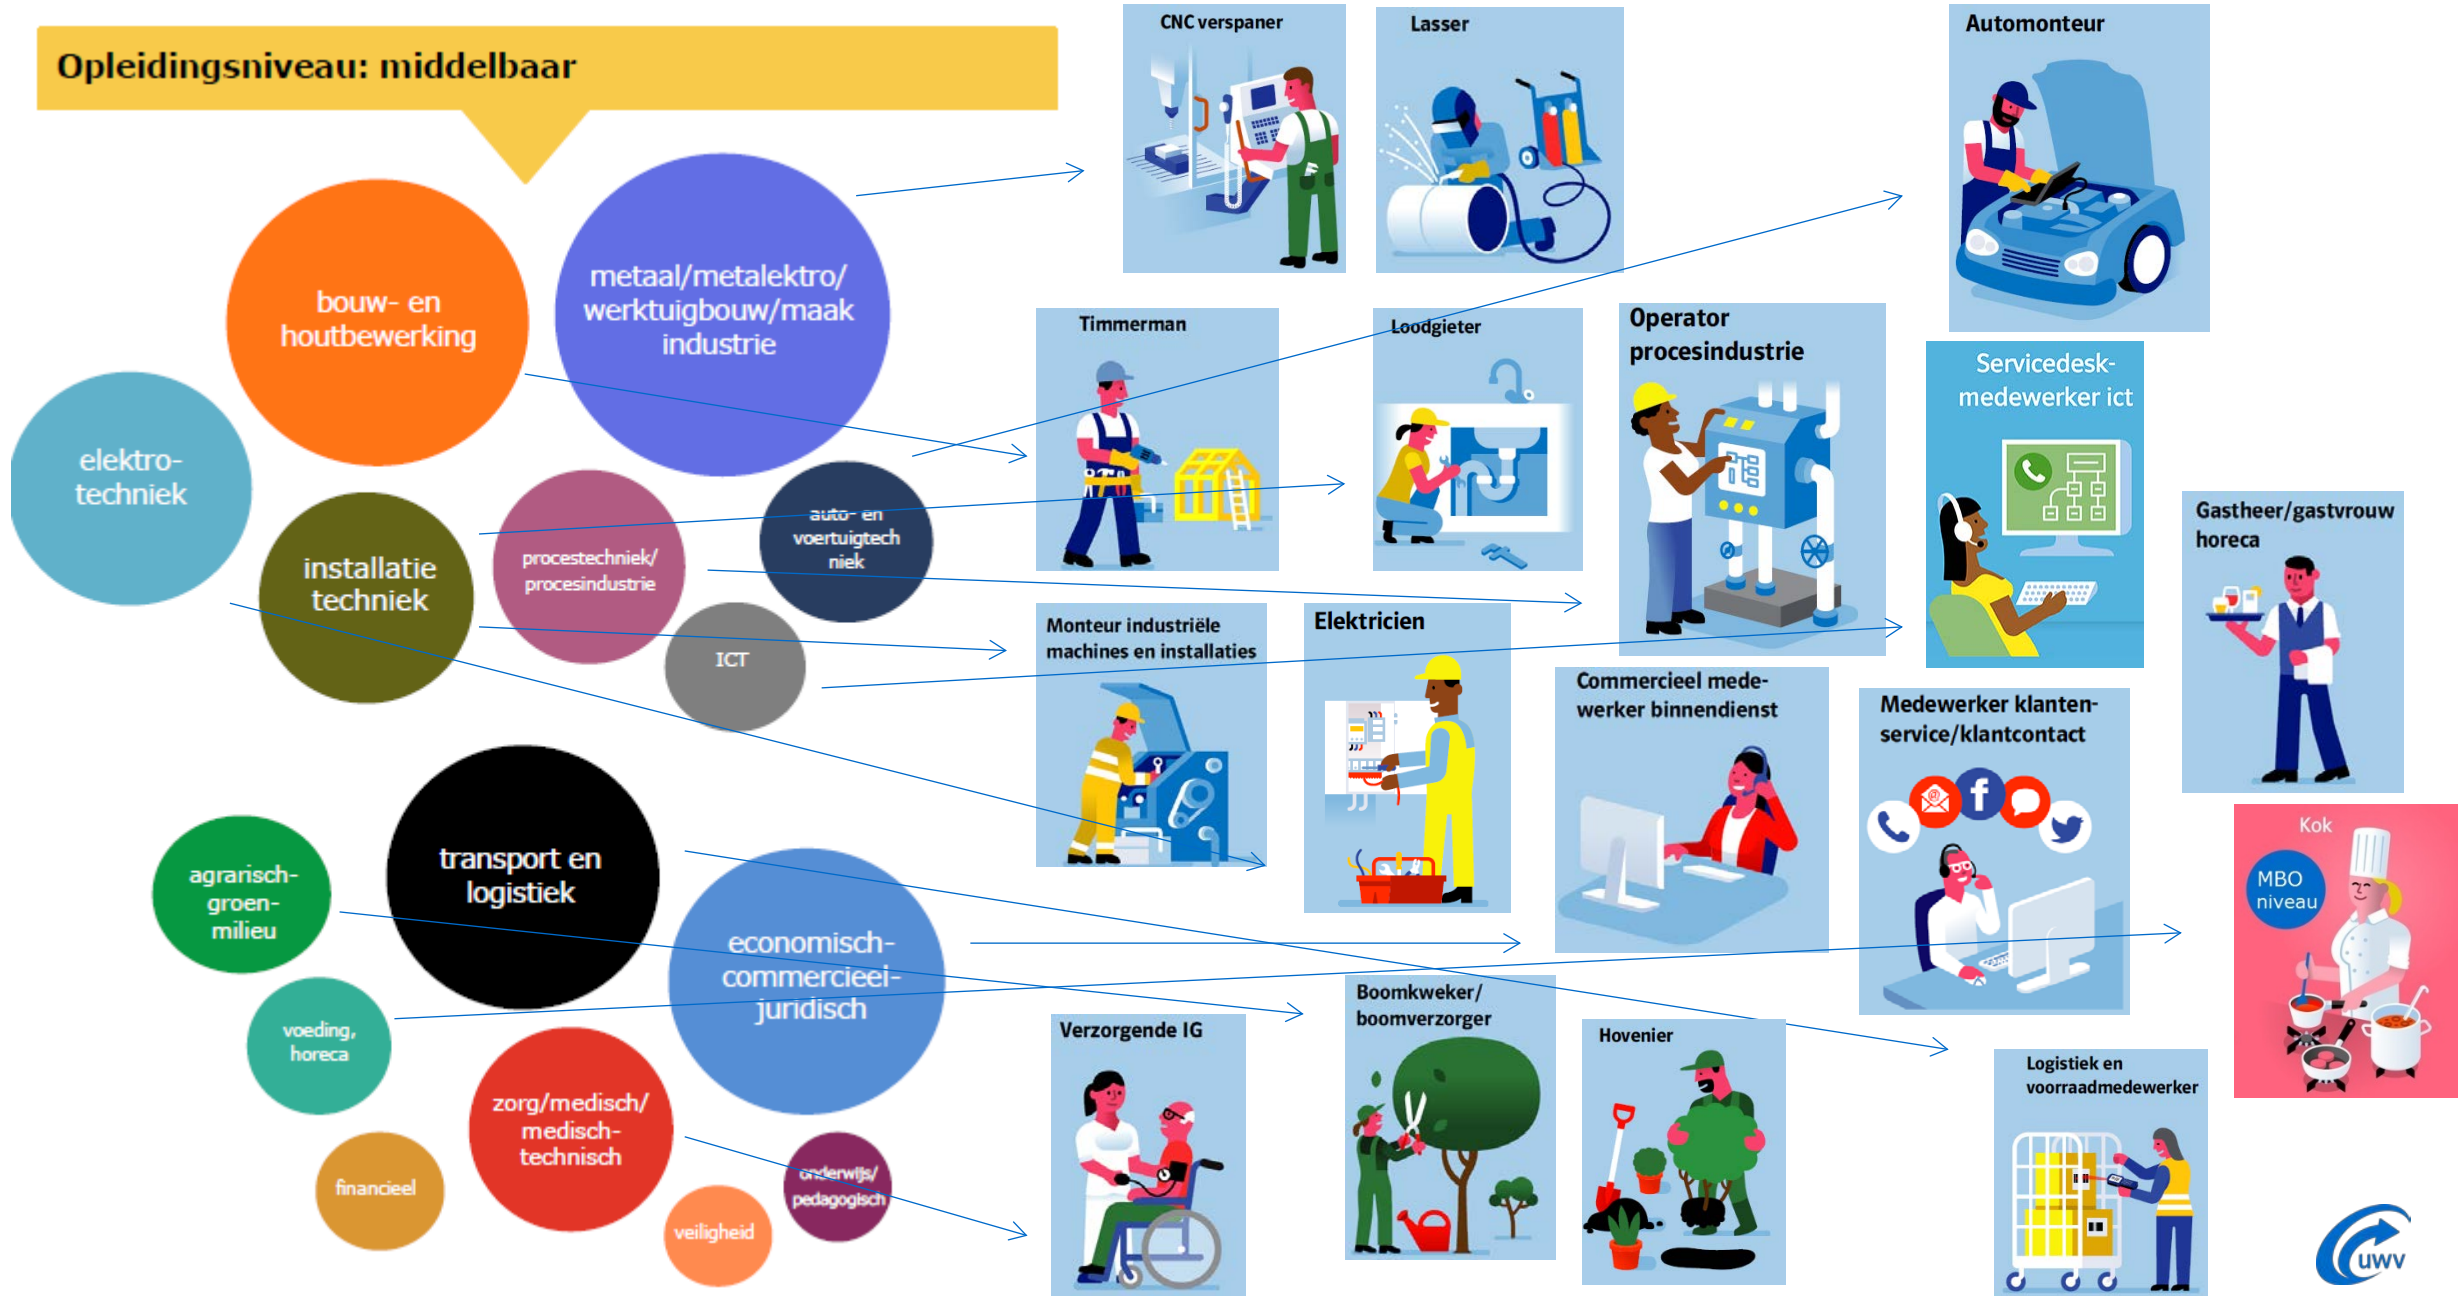 Opleidingsniveau: middelbaar
bouw- en
houtbewerking
metaal/metalektro/
werktuigbouw/maak
industrie
elektro-
techniek
installatie
techniek
procestechniek/
procesindustrie
auto- en
voertuigtech
niek
ICT
transport en
logistiek
agrarisch-
groen-
milieu
economisch-
commercieel-
juridisch
voeding,
horeca
zorg/medisch/
medisch-
technisch
financieel
veiligheid
onderwijs/
pedagogisch
CNC verspaner
Lasser
Automonteur
Timmerman
Loodgieter
Operator
procesindustrie
Servicedesk-
medewerker ict
Gastheer/gastvrouw
horeca
Monteur industriële
machines en installaties
Elektricien
Commercieel mede-
werker binnendienst
Medewerker klanten-
service/klantcontact
@
f
Kok
MBO
niveau
Verzorgende IG
Boomkweker/
boomverzorger
Hovenier
Logistiek en
voorraadmedewerker
UWV